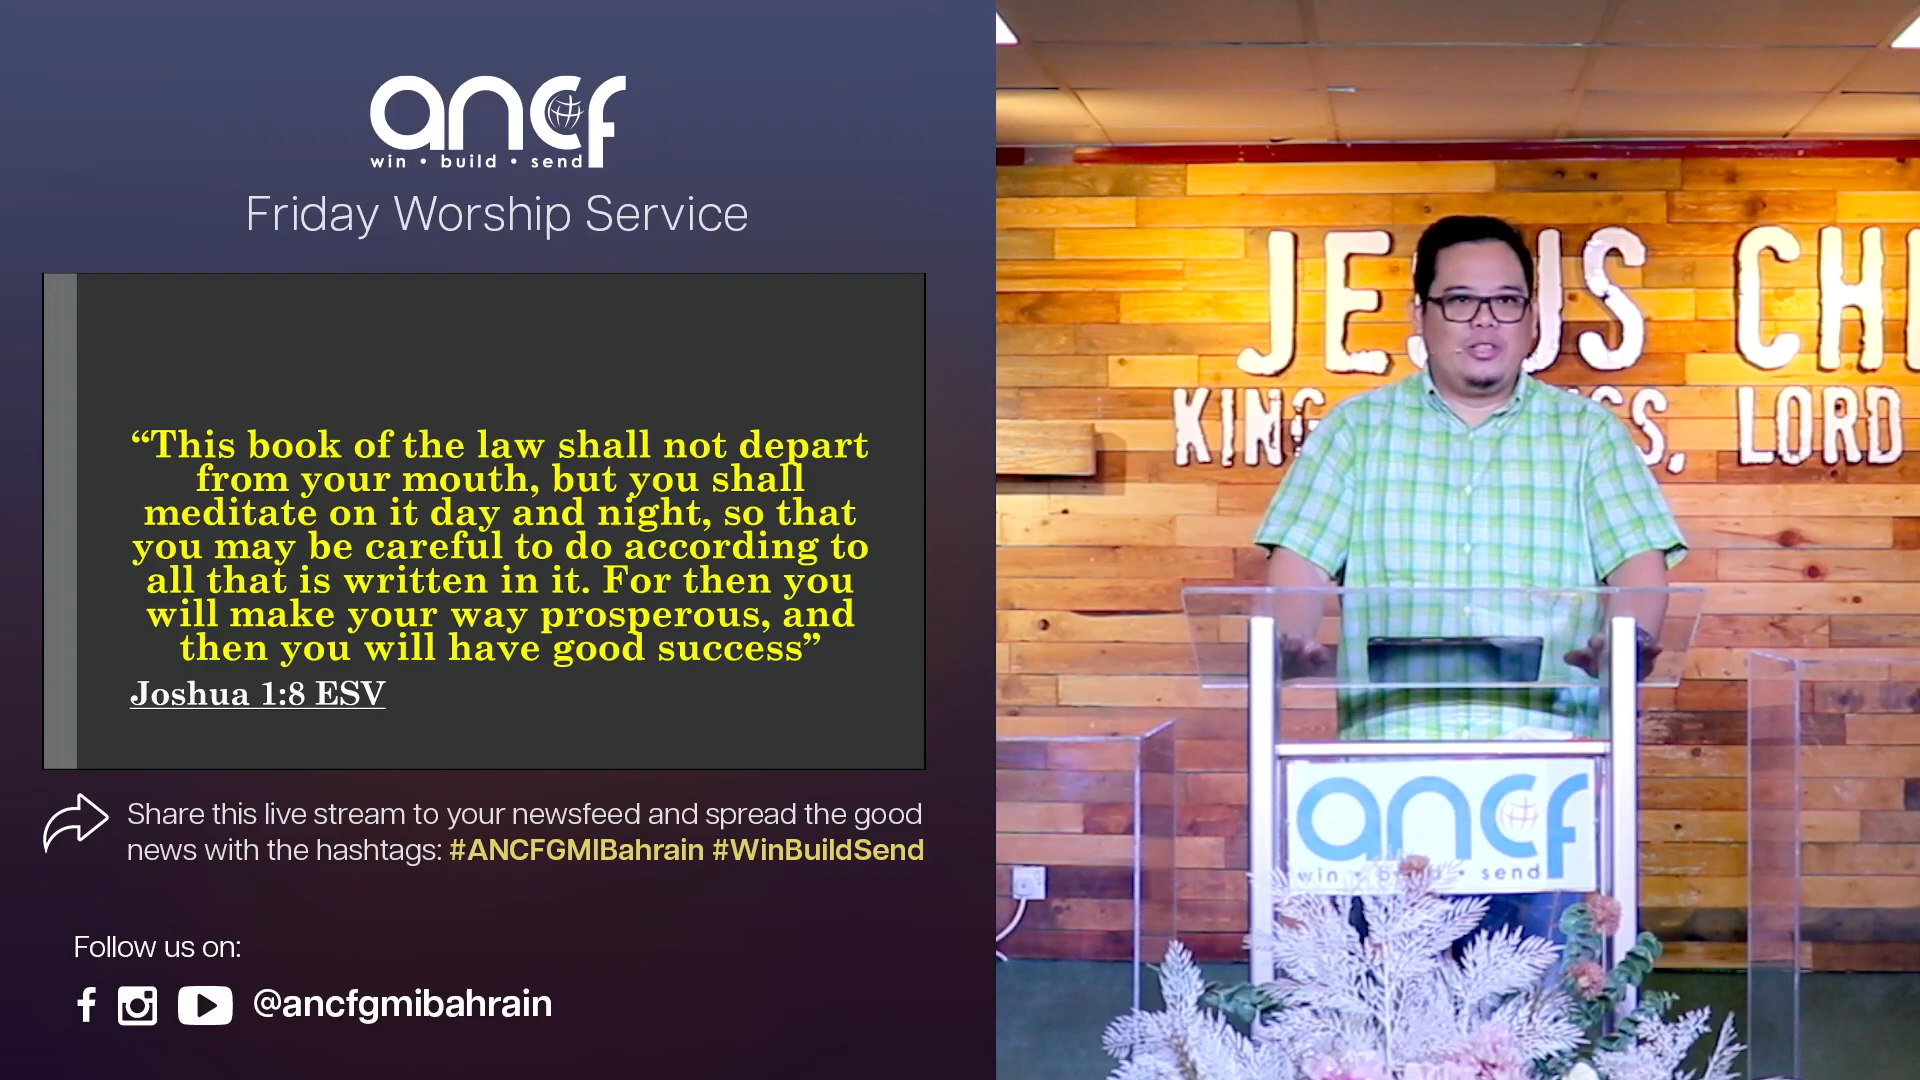 ancf
win • build • send
Friday Worship Service
“This book of the law shall not depart
from your mouth, but you shall
meditate on it day and night, so that
you may be careful to do according to
all that is written in it. For then you
will make your way prosperous, and
then you will have good success”
Joshua 1:8 ESV
Share this live stream to your newsfeed and spread the good
news with the hashtags: #ANCFGMIBahrain #WinBuildSend
Follow us on:
@ancfgmibahrain
JESUS CH
LORD
ancf
win • build • send